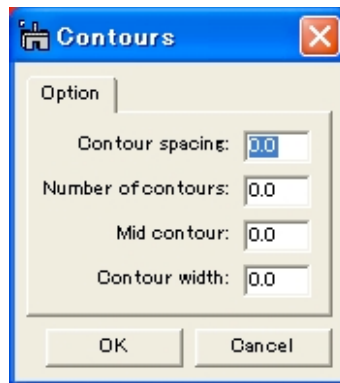 Contours
Option
Contour spacing: 0.0
Number of contours: 0.0
Mid contour: 0.0
Contour width: 0.0
OK Cancel